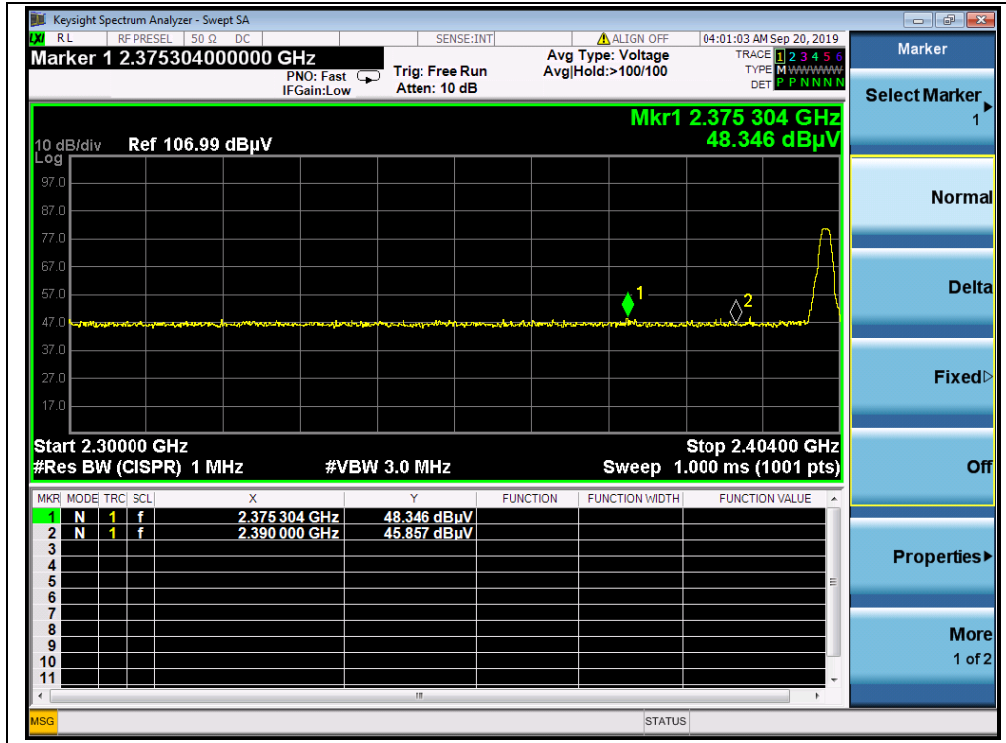 Keysight Spectrum Analyzer - Swept SA
LXI RL RF PRESEL 50 Ω DC SENSE:INT ALIGN OFF 04:01:03 AM Sep 20, 2019
Marker 1 2.375304000000 GHz
PNO: Fast
IFGain:Low
Trig: Free Run
Atten: 10 dB
Avg Type: Voltage
Avg|Hold:>100/100
TRACE 1 2 3 4 5 6
TYPE M W W W W W
DET P P N N N N
Mkr1 2.375 304 GHz
48.346 dBµV
10 dB/div Ref 106.99 dBµV
Log
97.0
87.0
77.0
67.0
57.0
47.0
37.0
27.0
17.0
1
2
Start 2.30000 GHz Stop 2.40400 GHz
#Res BW (CISPR) 1 MHz #VBW 3.0 MHz Sweep 1.000 ms (1001 pts)
MKR MODE TRC SCL X Y FUNCTION FUNCTION WIDTH FUNCTION VALUE
1 N 1 f 2.375 304 GHz 48.346 dBµV
2 N 1 f 2.390 000 GHz 45.857 dBµV
3
4
5
6
7
8
9
10
11
MSG STATUS
Marker
Select Marker
1
Normal
Delta
Fixed
Off
Properties
More
1 of 2